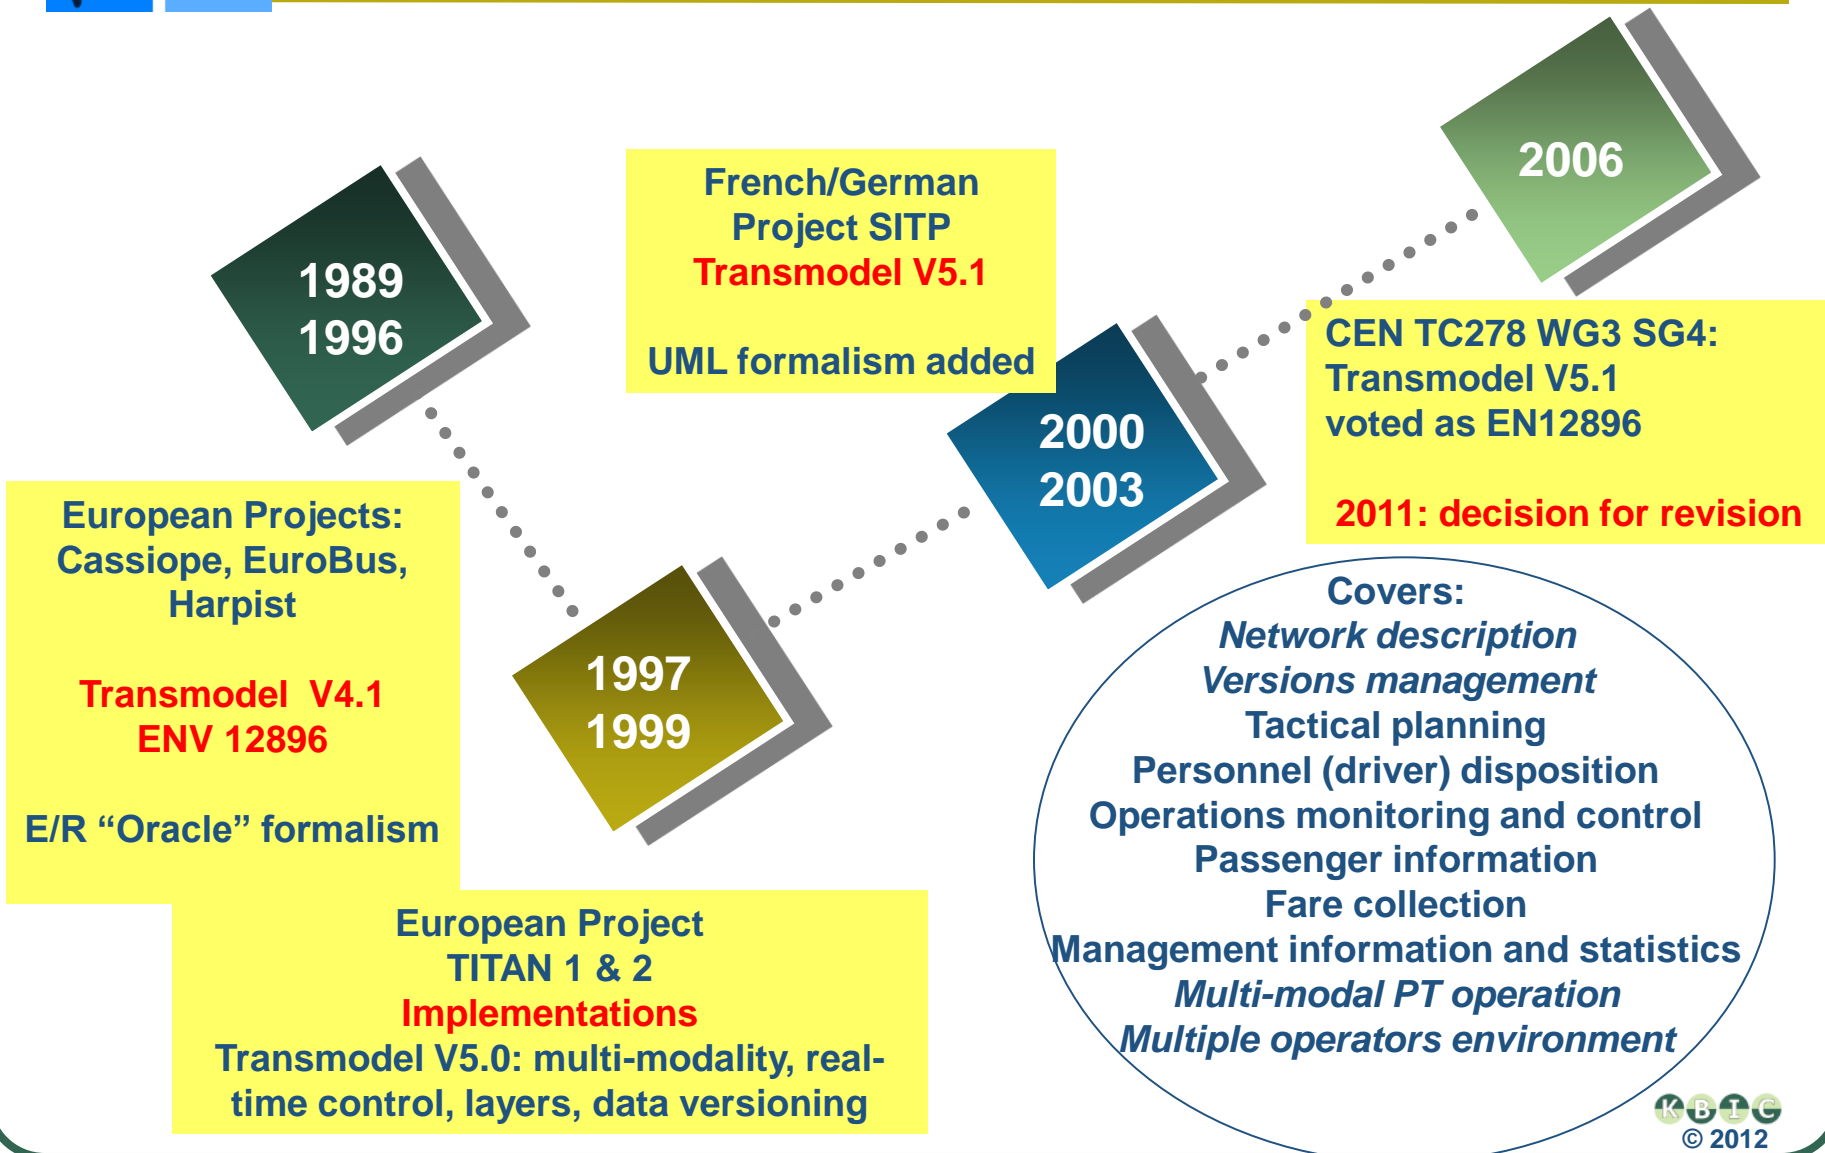 1989
1996
European Projects:
Cassiope, EuroBus,
Harpist
Transmodel V4.1
ENV 12896
E/R “Oracle” formalism
1997
1999
European Project
TITAN 1 & 2
Implementations
Transmodel V5.0: multi-modality, real-
time control, layers, data versioning
French/German
Project SITP
Transmodel V5.1
UML formalism added
2000
2003
2006
CEN TC278 WG3 SG4:
Transmodel V5.1
voted as EN12896
2011: decision for revision
Covers:
Network description
Versions management
Tactical planning
Personnel (driver) disposition
Operations monitoring and control
Passenger information
Fare collection
Management information and statistics
Multi-modal PT operation
Multiple operators environment
KBIC
© 2012